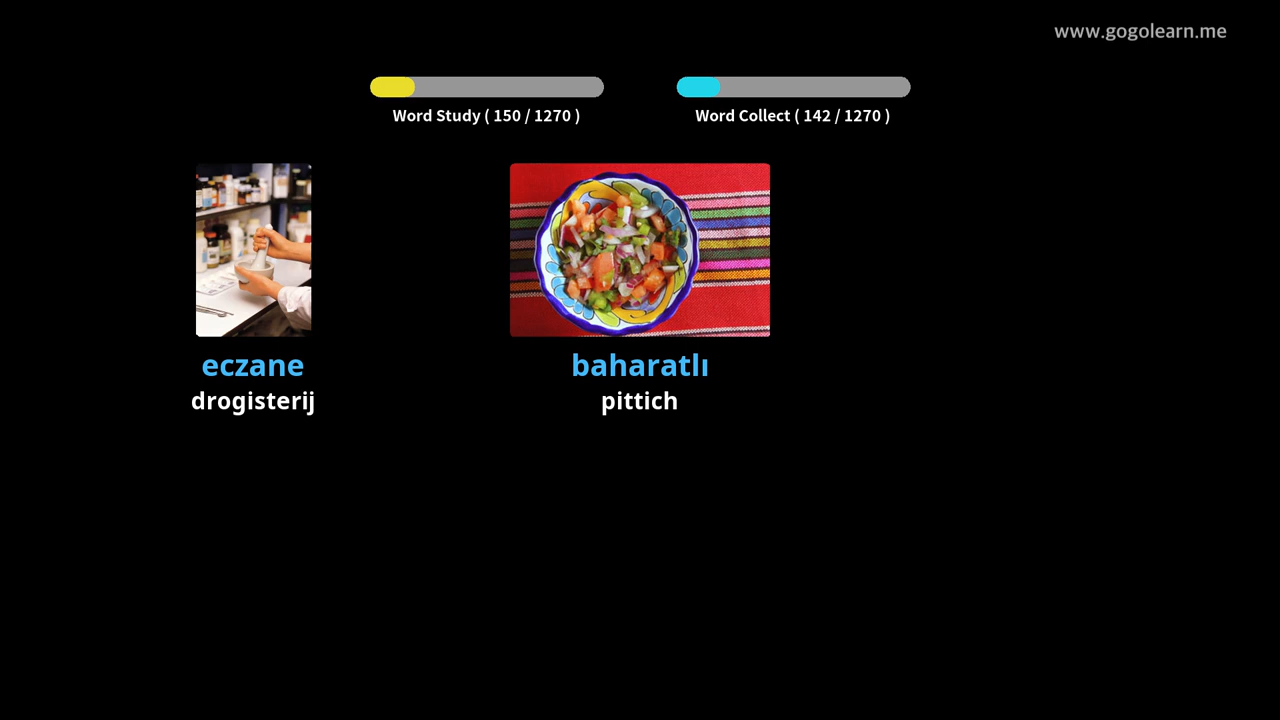 www.gogolearn.me
Word Study ( 150 / 1270 )
Word Collect ( 142 / 1270 )
eczane
drogisterij
baharatlı
pittich